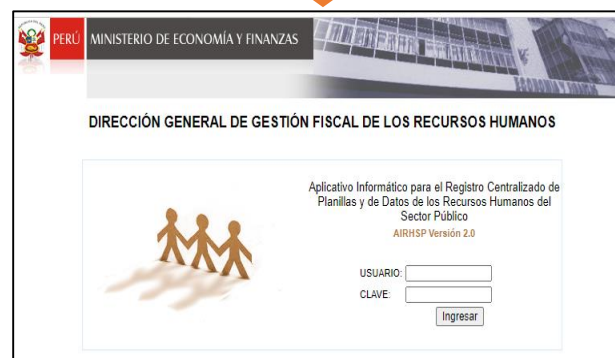 PERÚ
MINISTERIO DE ECONOMÍA Y FINANZAS
DIRECCIÓN GENERAL DE GESTIÓN FISCAL DE LOS RECURSOS HUMANOS
Aplicativo Informático para el Registro Centralizado de
Planillas y de Datos de los Recursos Humanos del
Sector Público
AIRHSP Versión 2.0
USUARIO:
CLAVE:
Ingresar